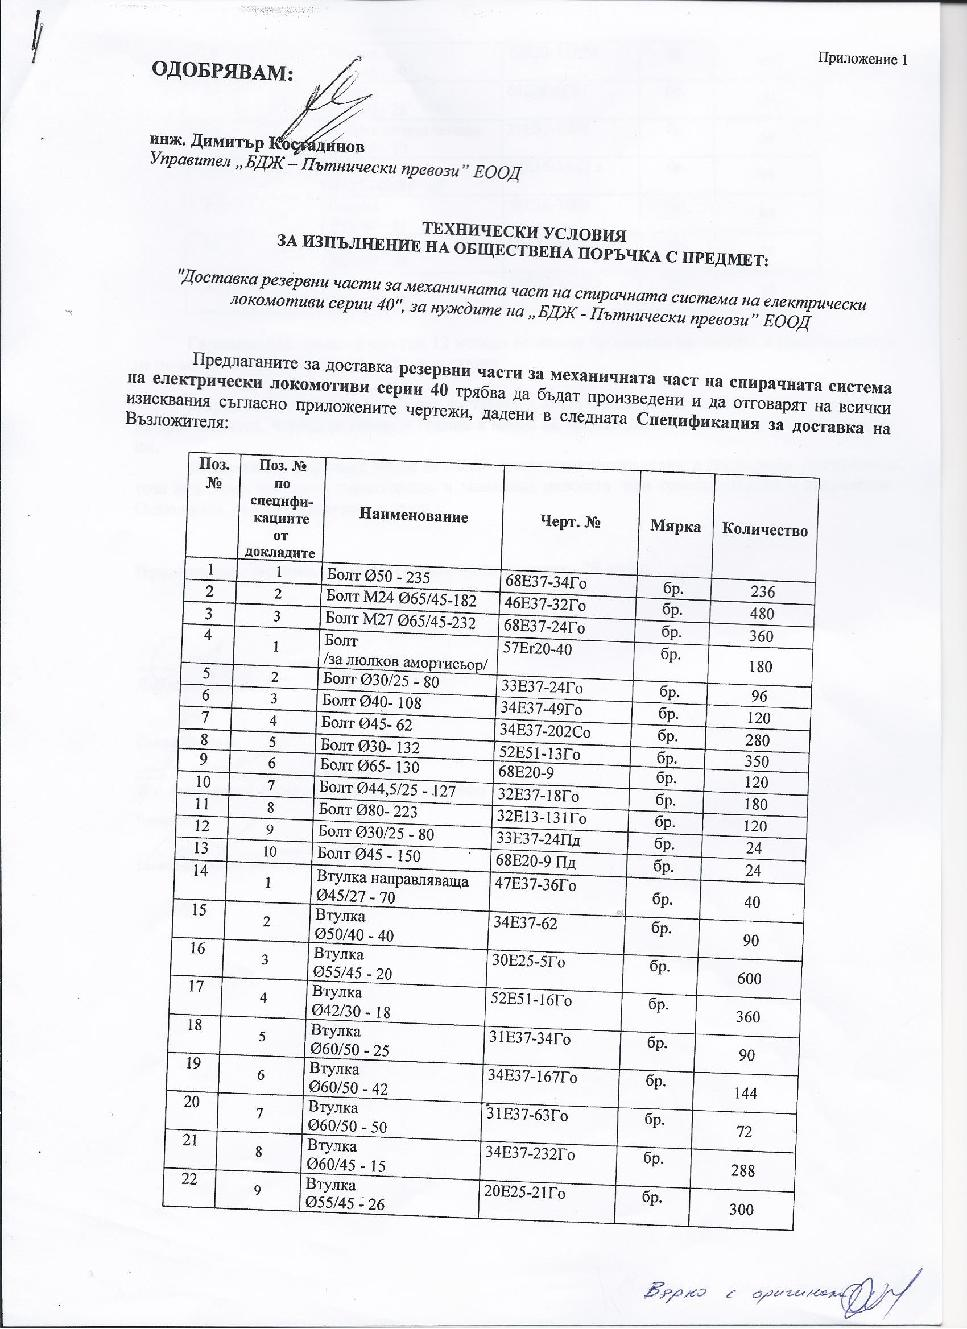 Приложение 1
ОДОБРЯВАМ:
инж. Димитър Костадинов
Управител „БДЖ – Пътнически превози” ЕООД
ТЕХНИЧЕСКИ УСЛОВИЯ
ЗА ИЗПЪЛНЕНИЕ НА ОБЩЕСТВЕНА ПОРЪЧКА С ПРЕДМЕТ:
"Доставка резервни части за механичната част на спирачната система на електрически
локомотиви серии 40", за нуждите на „БДЖ - Пътнически превози” ЕООД
Предлаганите за доставка резервни части за механичната част на спирачната система
на електрически локомотиви серии 40 трябва да бъдат произведени и да отговарят на всички
изисквания съгласно приложените чертежи, дадени в следната Спецификация за доставка на
Възложителя:
Поз. № | Поз. № по специфи-кациите от докладите | Наименование | Черт. № | Мярка | Количество
1 | 1 | Болт Ø50 - 235 | 68Е37-34Го | бр. | 236
2 | 2 | Болт М24 Ø65/45-182 | 46Е37-32Го | бр. | 480
3 | 3 | Болт М27 Ø65/45-232 | 68Е37-24Го | бр. | 360
4 | 1 | Болт /за люлков амортисьор/ | 57Ег20-40 | бр. | 180
5 | 2 | Болт Ø30/25 - 80 | 33Е37-24Го | бр. | 96
6 | 3 | Болт Ø40- 108 | 34Е37-49Го | бр. | 120
7 | 4 | Болт Ø45- 62 | 34Е37-202Со | бр. | 280
8 | 5 | Болт Ø30- 132 | 52Е51-13Го | бр. | 350
9 | 6 | Болт Ø65- 130 | 68Е20-9 | бр. | 120
10 | 7 | Болт Ø44,5/25 - 127 | 32Е37-18Го | бр. | 180
11 | 8 | Болт Ø80- 223 | 32Е13-131Го | бр. | 120
12 | 9 | Болт Ø30/25 - 80 | 33Е37-24Пд | бр. | 24
13 | 10 | Болт Ø45 - 150 | 68Е20-9 Пд | бр. | 24
14 | 1 | Втулка направляваща Ø45/27 - 70 | 47Е37-36Го | бр. | 40
15 | 2 | Втулка Ø50/40 - 40 | 34Е37-62 | бр. | 90
16 | 3 | Втулка Ø55/45 - 20 | 30Е25-5Го | бр. | 600
17 | 4 | Втулка Ø42/30 - 18 | 52Е51-16Го | бр. | 360
18 | 5 | Втулка Ø60/50 - 25 | 31Е37-34Го | бр. | 90
19 | 6 | Втулка Ø60/50 - 42 | 34Е37-167Го | бр. | 144
20 | 7 | Втулка Ø60/50 - 50 | 31Е37-63Го | бр. | 72
21 | 8 | Втулка Ø60/45 - 15 | 34Е37-232Го | бр. | 288
22 | 9 | Втулка Ø55/45 - 26 | 20Е25-21Го | бр. | 300
Вярно с оригинала